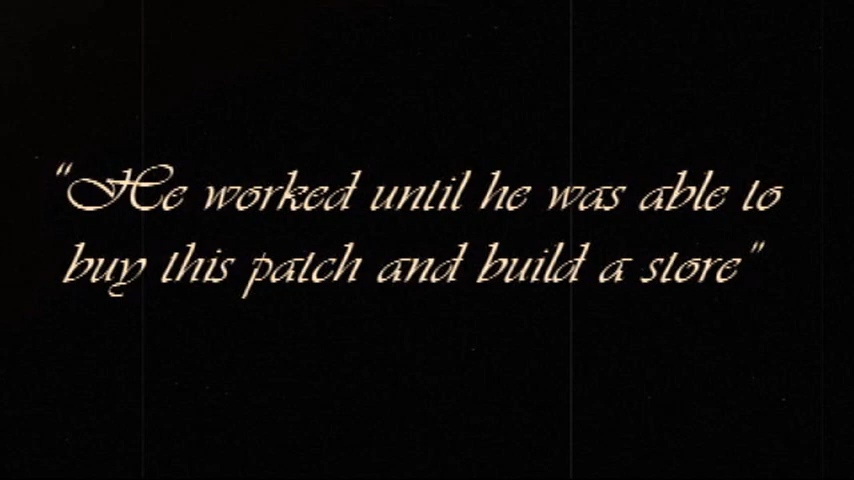 "He worked until he was able to
buy this patch and build a store"